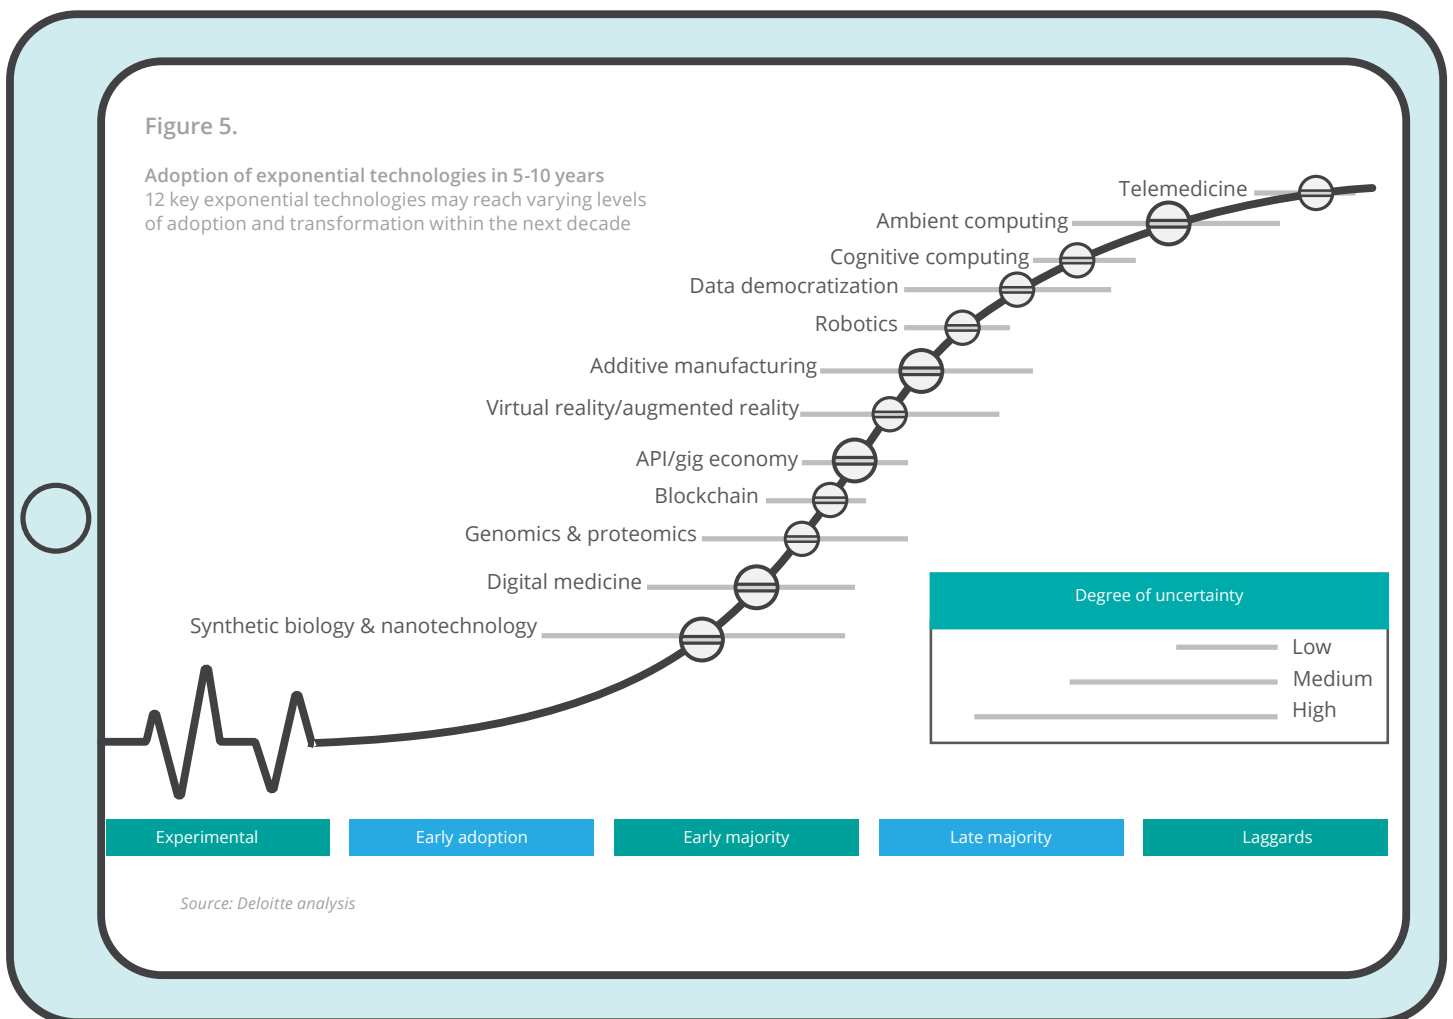 Figure 5.
Adoption of exponential technologies in 5-10 years
12 key exponential technologies may reach varying levels
of adoption and transformation within the next decade
Telemedicine
Ambient computing
Cognitive computing
Data democratization
Robotics
Additive manufacturing
Virtual reality/augmented reality
API/gig economy
Blockchain
Genomics & proteomics
Digital medicine
Synthetic biology & nanotechnology
Degree of uncertainty
Low
Medium
High
Experimental
Early adoption
Early majority
Late majority
Laggards
Source: Deloitte analysis